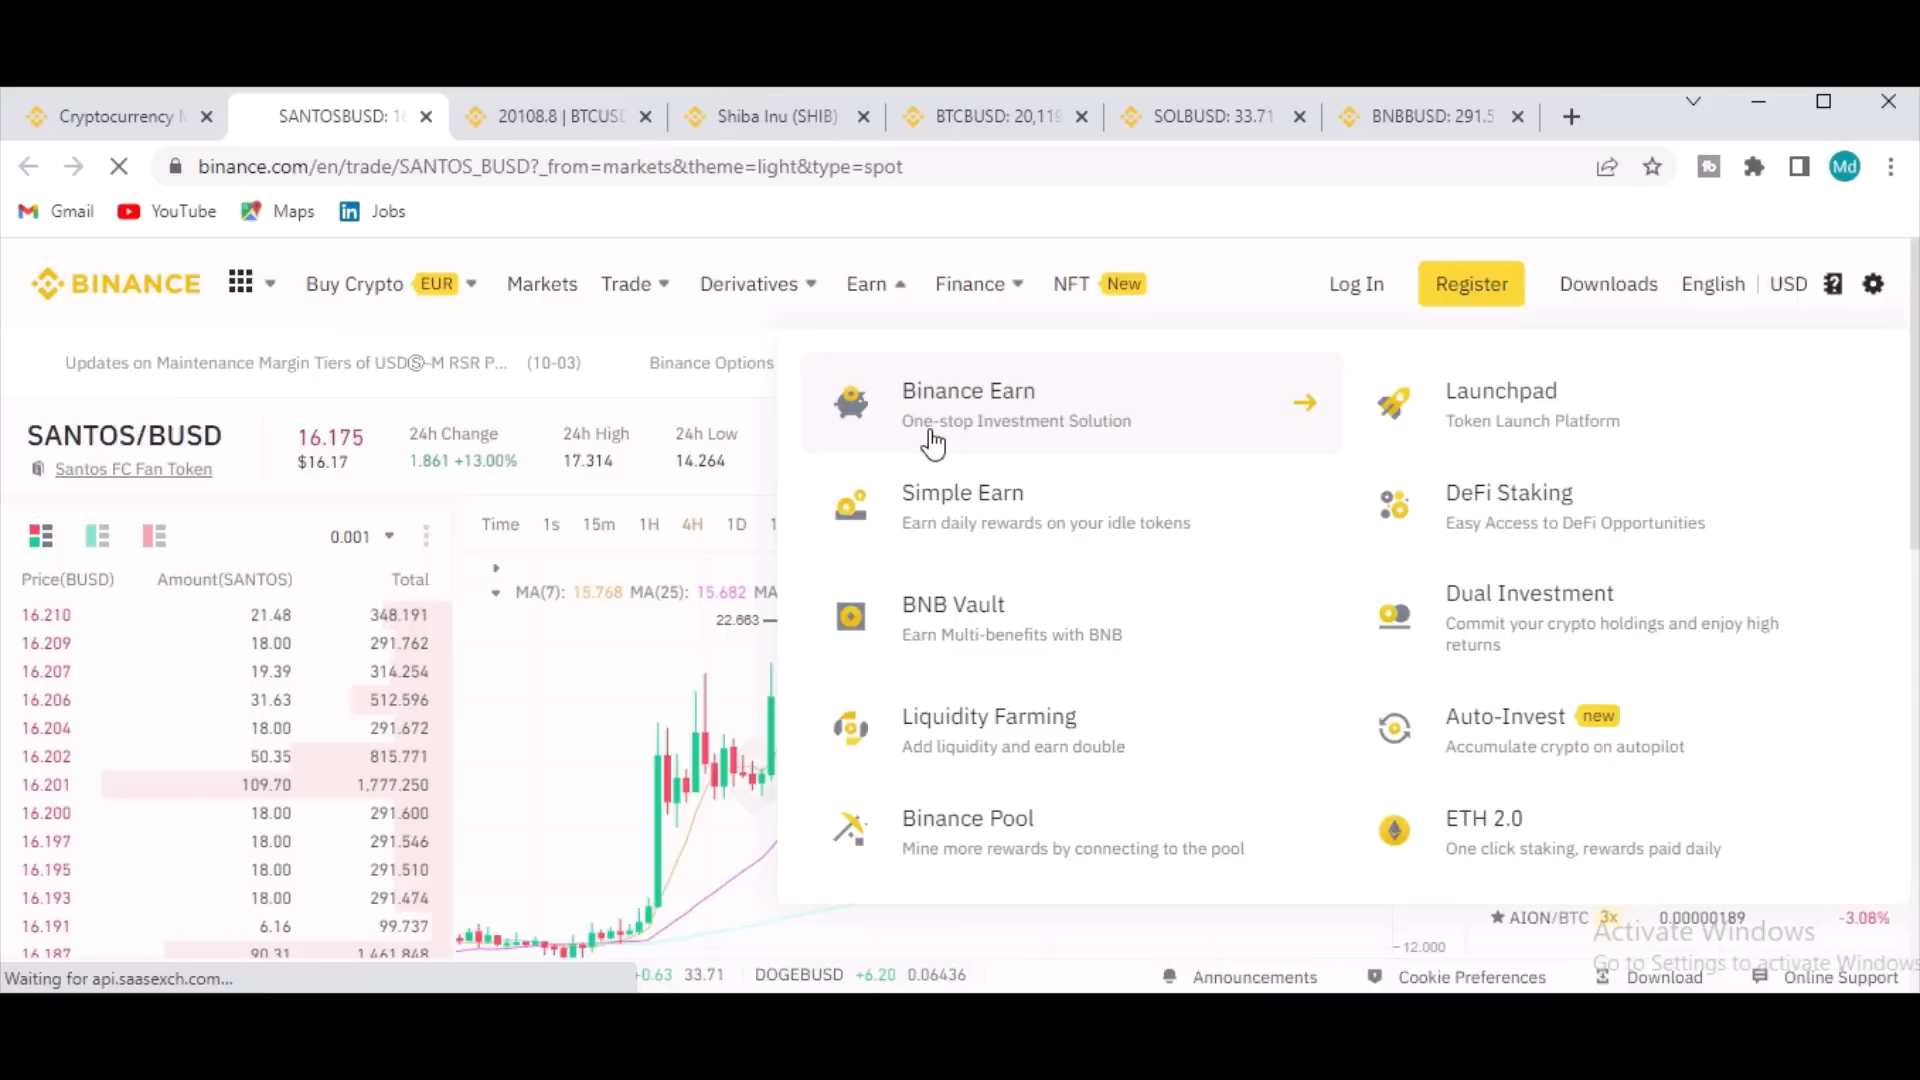 Cryptocurrency M
SANTOSBUSD: 16
20108.8 | BTCUSD
Shiba Inu (SHIB)
BTCBUSD: 20,119
SOLBUSD: 33.71
BNBBUSD: 291.5
binance.com/en/trade/SANTOS_BUSD?_from=markets&theme=light&type=spot
Md
Gmail YouTube Maps Jobs
BINANCE Buy Crypto EUR Markets Trade Derivatives Earn Finance NFT New Log In Register Downloads English USD
Updates on Maintenance Margin Tiers of USDⓈ-M RSR P... (10-03) Binance Options
Binance Earn
One-stop Investment Solution
Launchpad
Token Launch Platform
SANTOS/BUSD
Santos FC Fan Token
16.175
$16.17
24h Change
1.861 +13.00%
24h High
17.314
24h Low
14.264
Simple Earn
Earn daily rewards on your idle tokens
DeFi Staking
Easy Access to DeFi Opportunities
0.001
Time 1s 15m 1H 4H 1D 1
Price(BUSD) Amount(SANTOS) Total
MA(7): 15.768 MA(25): 15.682 MA
22.663
BNB Vault
Earn Multi-benefits with BNB
Dual Investment
Commit your crypto holdings and enjoy high
returns
16.210 21.48 348.191
16.209 18.00 291.762
16.207 19.39 314.254
16.206 31.63 512.596
16.204 18.00 291.672
16.202 50.35 815.771
16.201 109.70 1,777.250
16.200 18.00 291.600
16.197 18.00 291.546
16.195 18.00 291.510
16.193 18.00 291.474
16.191 6.16 99.737
16.187 90.31 1,461.848
Liquidity Farming
Add liquidity and earn double
Auto-Invest new
Accumulate crypto on autopilot
Binance Pool
Mine more rewards by connecting to the pool
ETH 2.0
One click staking, rewards paid daily
AION/BTC 3x 0.00000189 -3.08%
12.000
Activate Windows
Go to Settings to activate Windows
Waiting for api.saasexch.com...
+0.63 33.71 DOGEBUSD +6.20 0.06436
Announcements Cookie Preferences Download Online Support